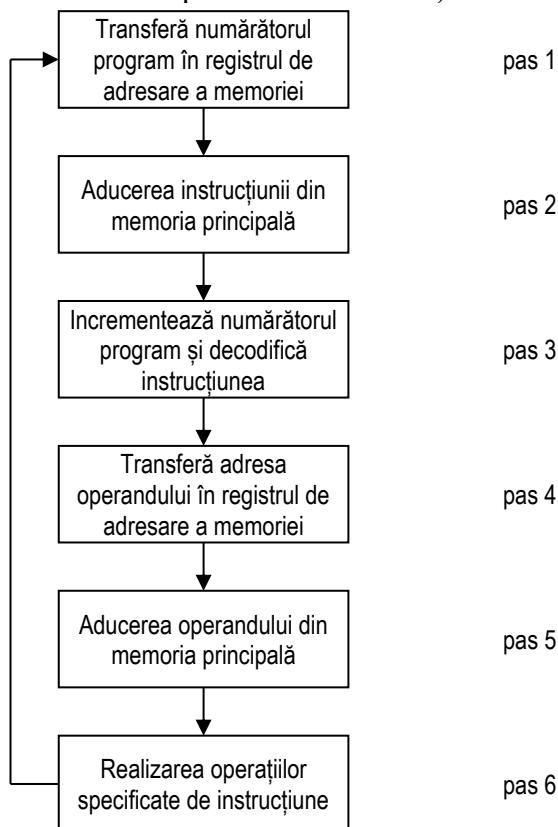 Transferă numărătorul
program în registrul de
adresare a memoriei
pas 1
Aducerea instrucțiunii din
memoria principală
pas 2
Incrementează numărătorul
program și decodifică
instrucțiunea
pas 3
Transferă adresa
operandului în registrul de
adresare a memoriei
pas 4
Aducerea operandului din
memoria principală
pas 5
Realizarea operațiilor
specificate de instrucțiune
pas 6